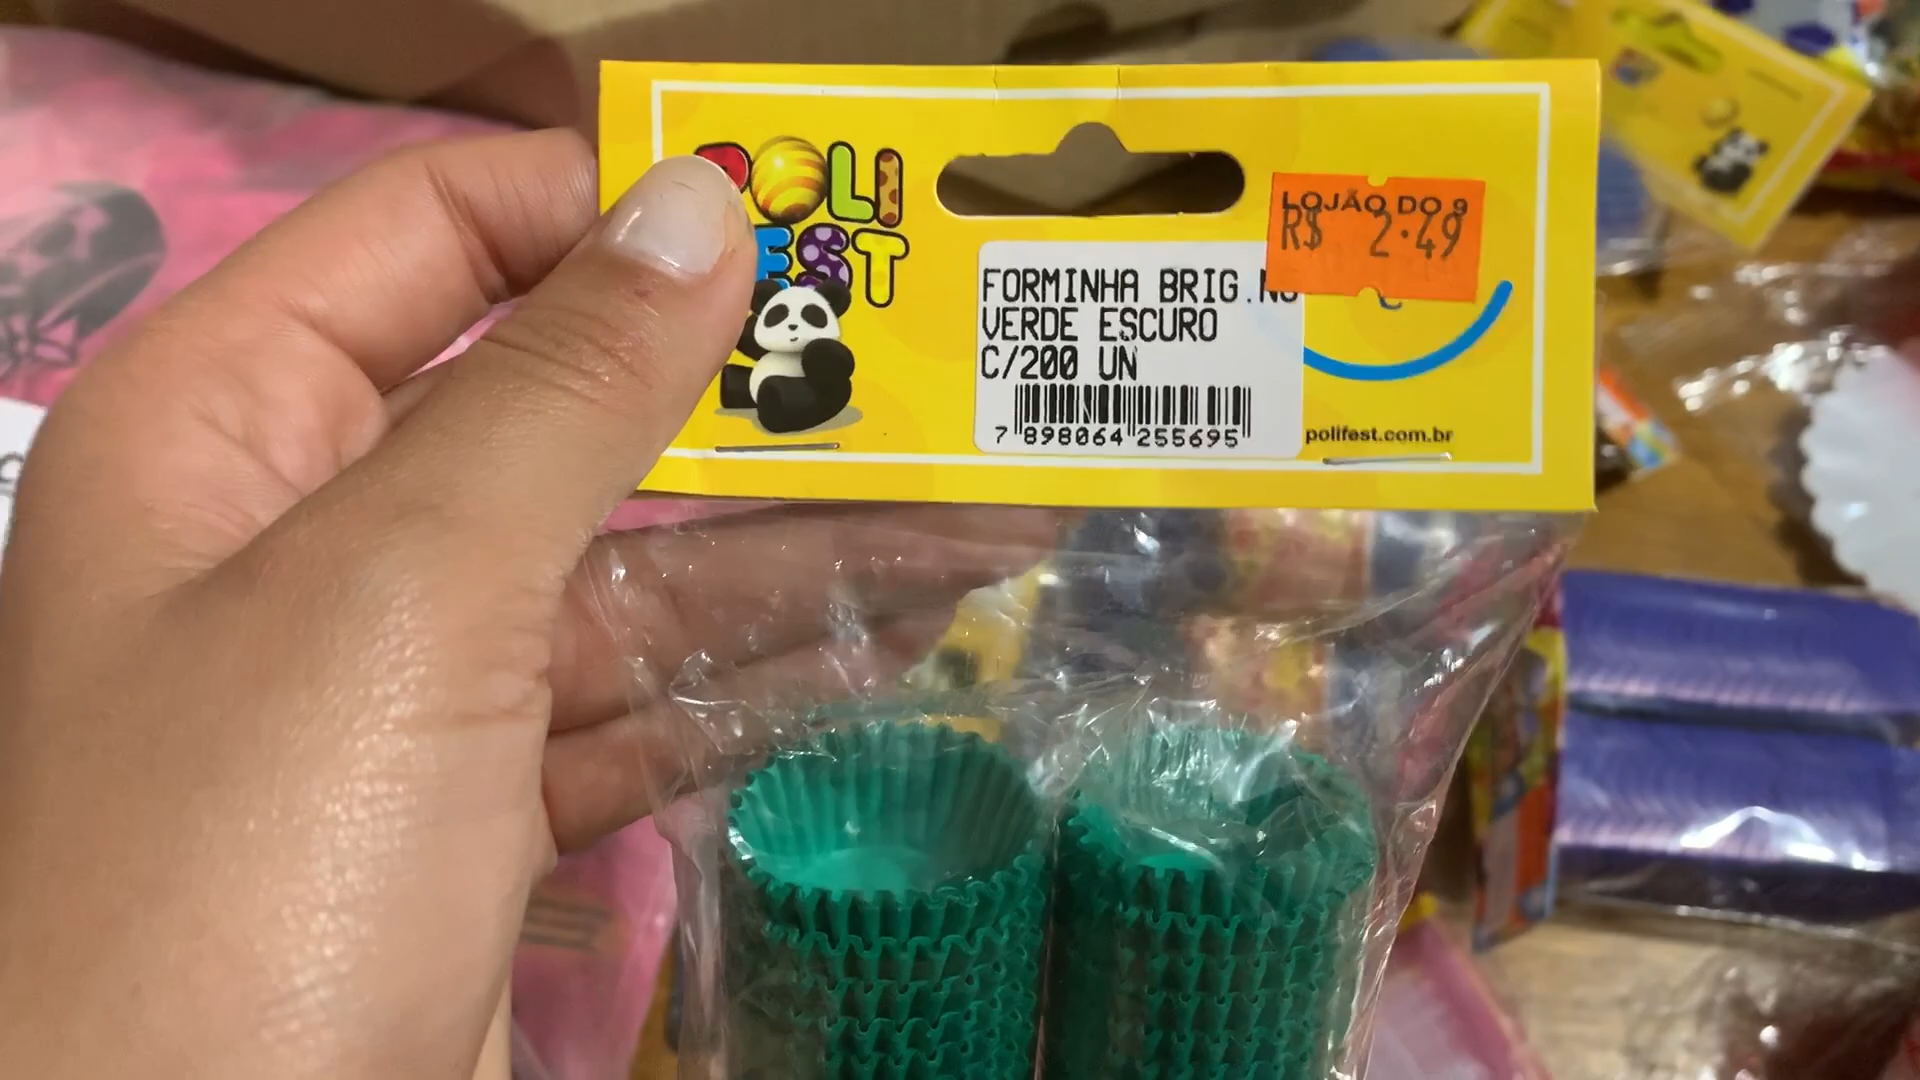 POLI
FEST
LOJÃO DO 9
R$ 2.49
FORMINHA BRIG.
VERDE ESCURO
C/200 UN
7 898064 255695
polifest.com.br